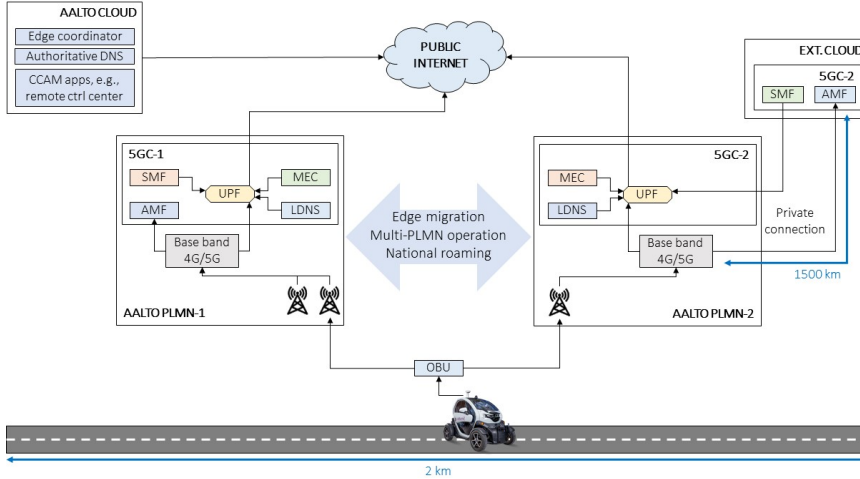 AALTO CLOUD
Edge coordinator
Authoritative DNS
CCAM apps, e.g.,
remote ctrl center
PUBLIC
INTERNET
EXT. CLOUD
5GC-2
SMF
AMF
5GC-1
SMF
UPF
MEC
AMF
LDNS
Base band
4G/5G
AALTO PLMN-1
Edge migration
Multi-PLMN operation
National roaming
5GC-2
MEC
UPF
LDNS
Base band
4G/5G
AALTO PLMN-2
Private
connection
1500 km
OBU
2 km